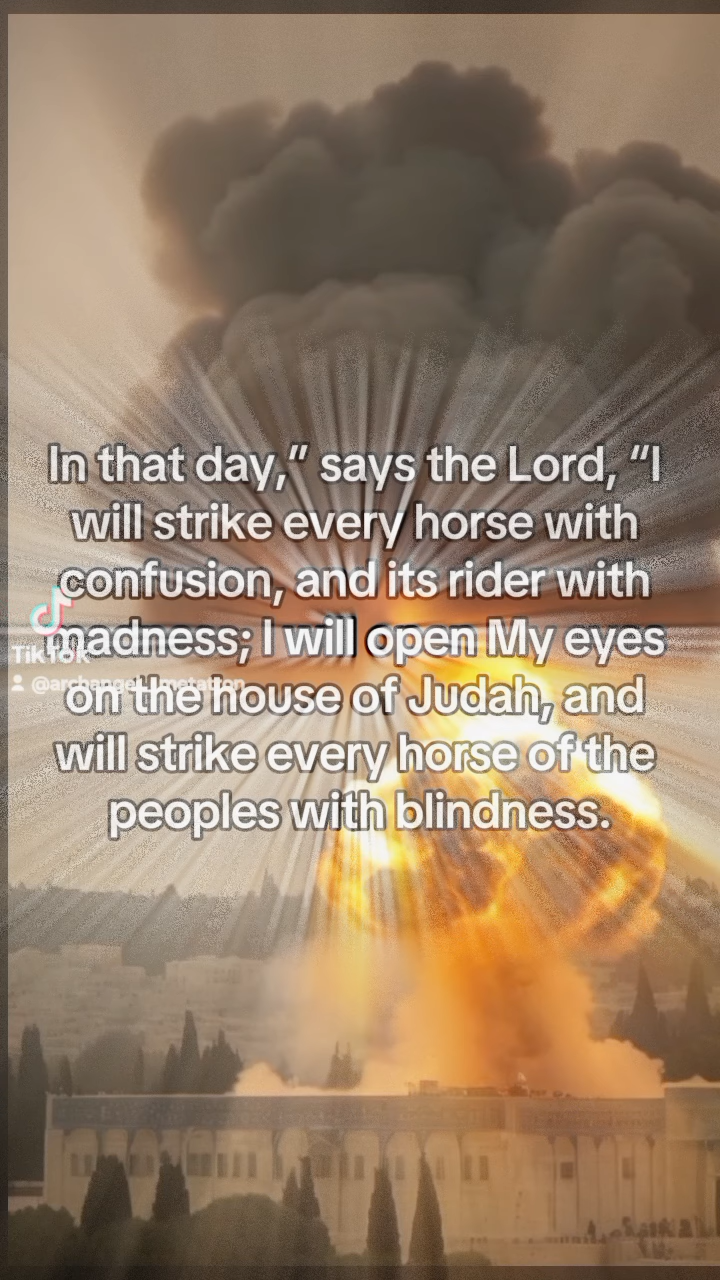 In that day,” says the Lord, “I
will strike every horse with
confusion, and its rider with
madness; I will open My eyes
on the house of Judah, and
will strike every horse of the
peoples with blindness.
TikTok
@archangel_metatron